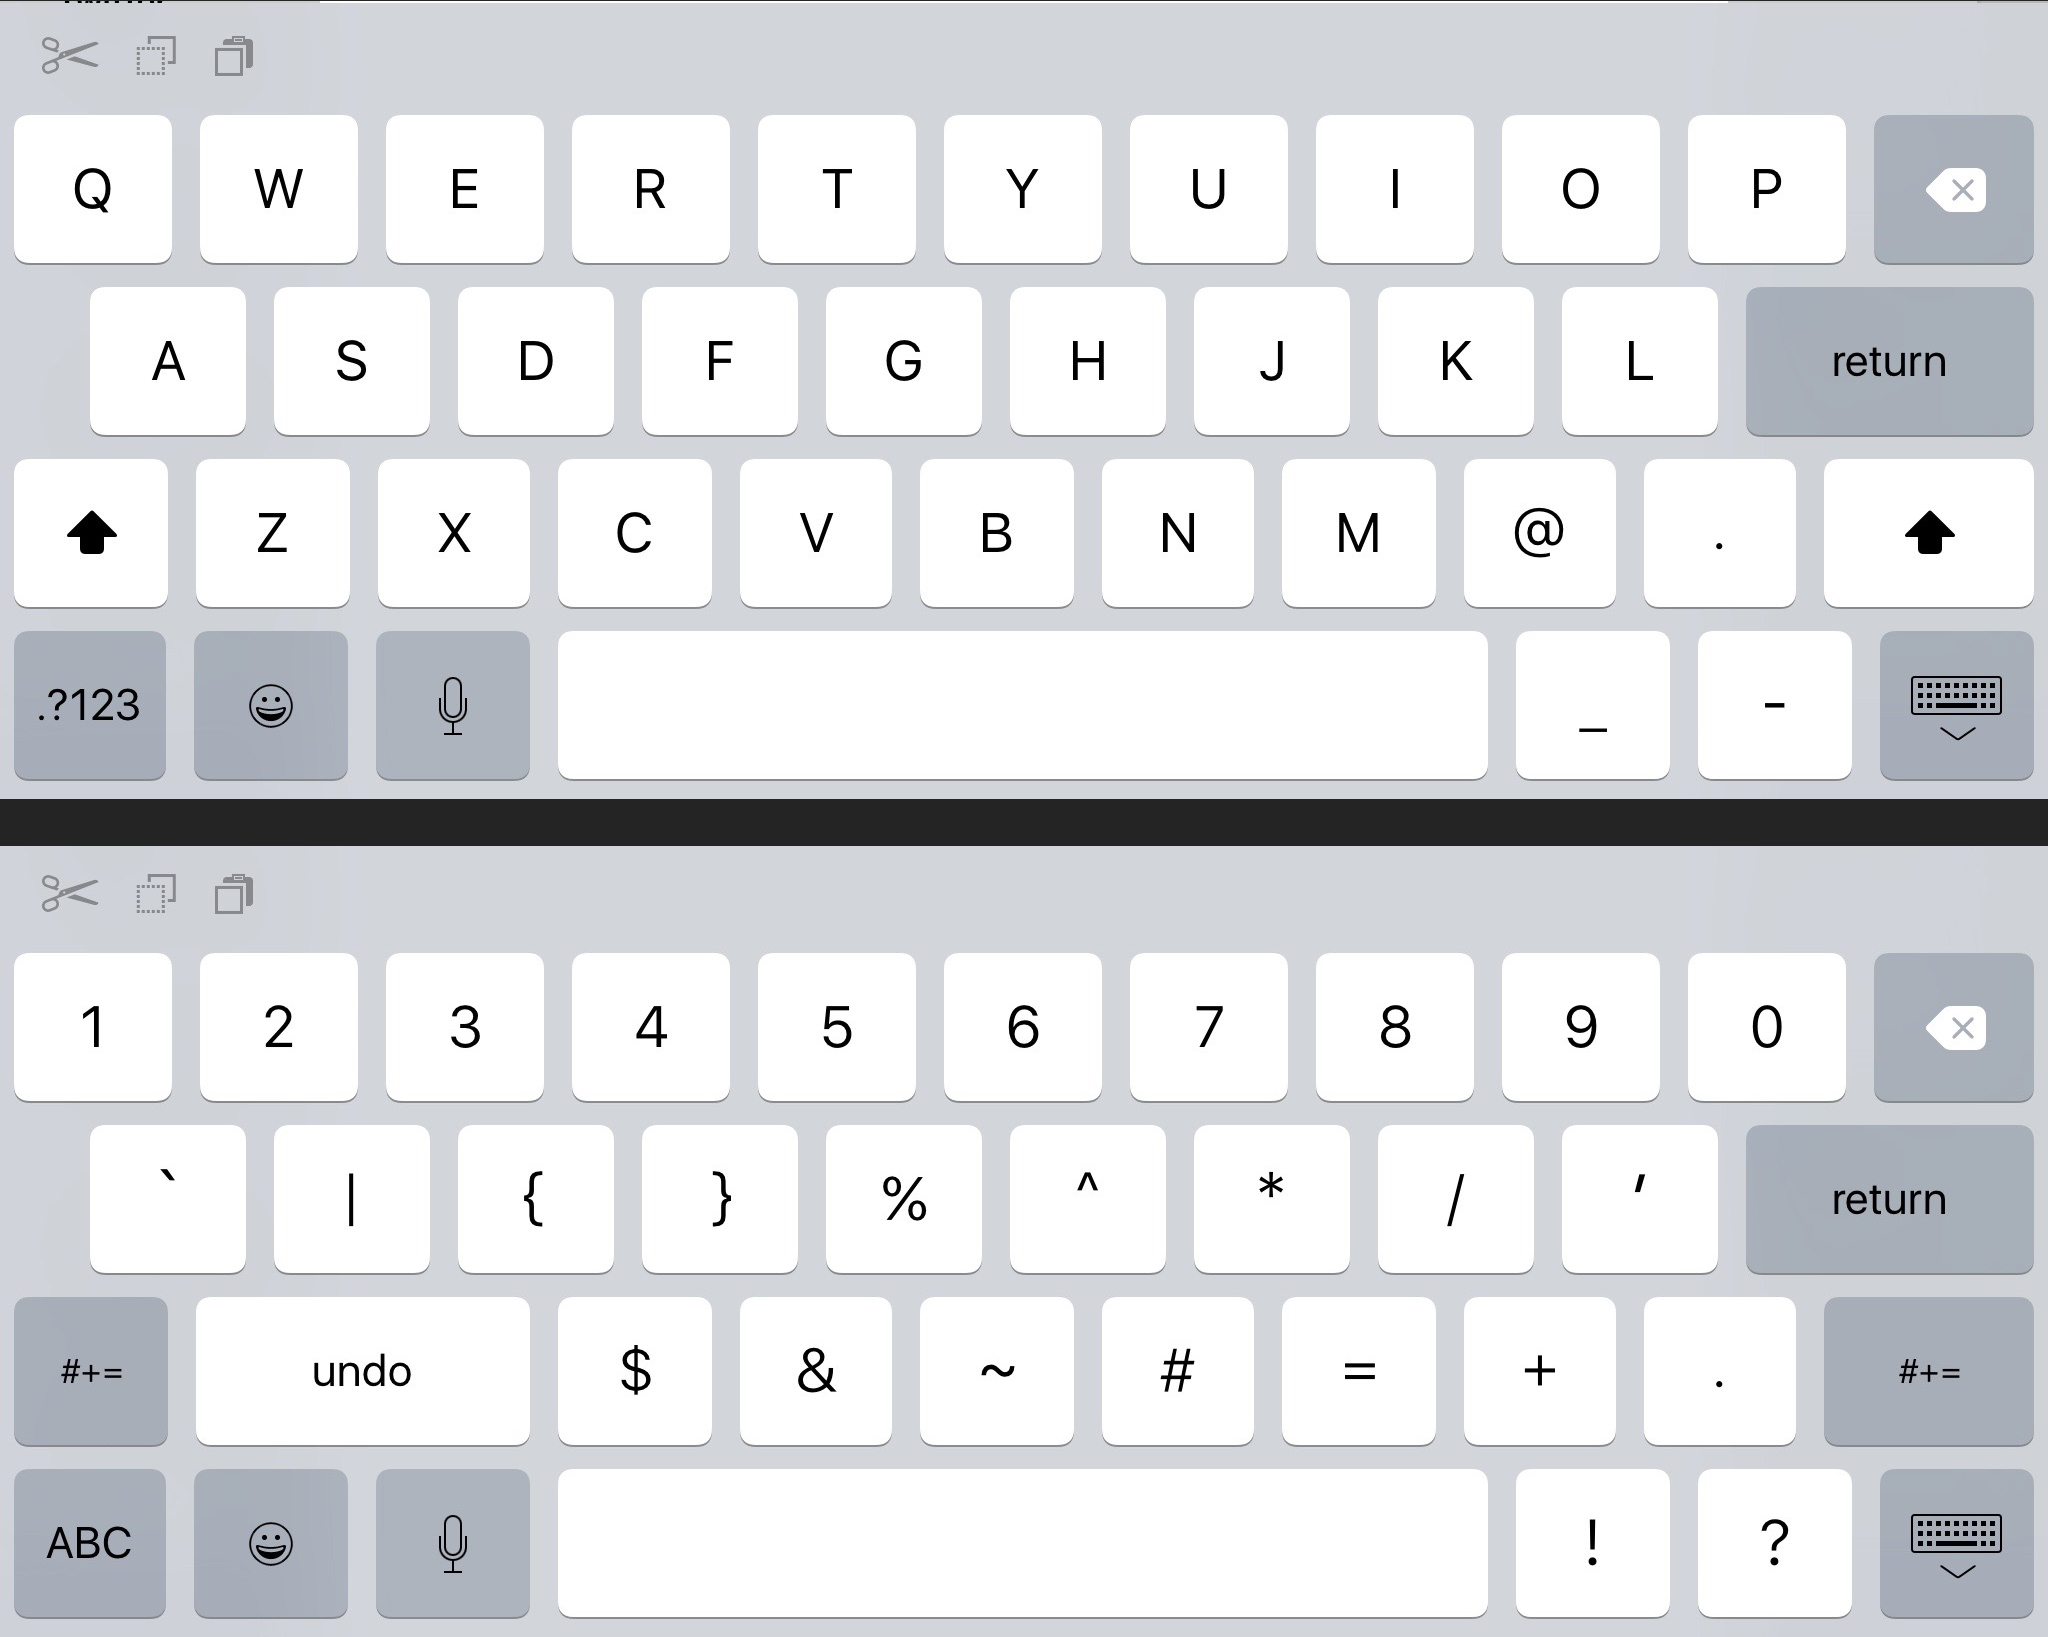 Q W E R T Y U I O P
A S D F G H J K L return
Z X C V B N M @ .
.?123 _ -
1 2 3 4 5 6 7 8 9 0
` | { } % ^ * / ' return
#+= undo $ & ~ # = + . #+=
ABC ! ?